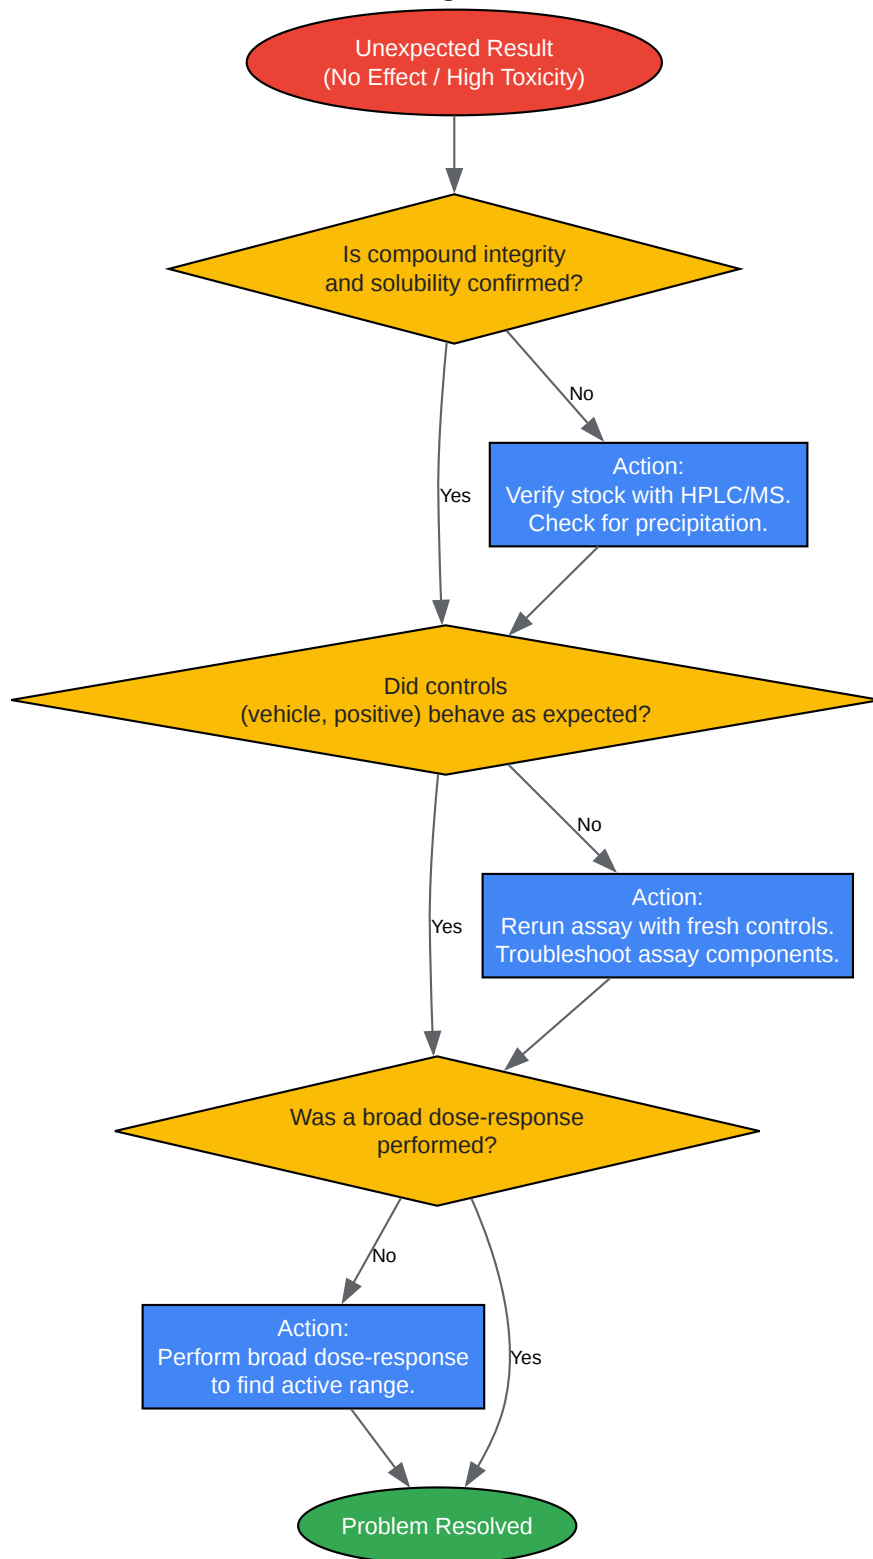 Unexpected Result
(No Effect / High Toxicity)
Is compound integrity
and solubility confirmed?
No
Action:
Verify stock with HPLC/MS.
Check for precipitation.
Yes
Did controls
(vehicle, positive) behave as expected?
No
Action:
Rerun assay with fresh controls.
Troubleshoot assay components.
Yes
Was a broad dose-response
performed?
No
Action:
Perform broad dose-response
to find active range.
Yes
Problem Resolved